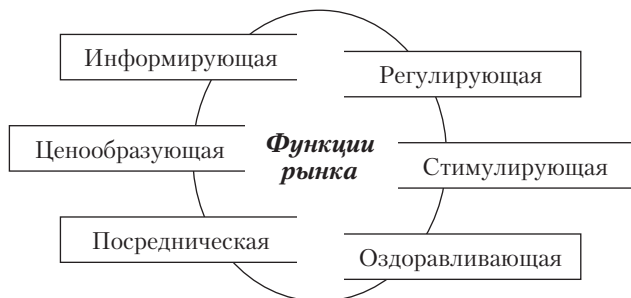 Информирующая
Регулирующая
Ценообразующая
Функции
рынка
Стимулирующая
Посредническая
Оздоравливающая